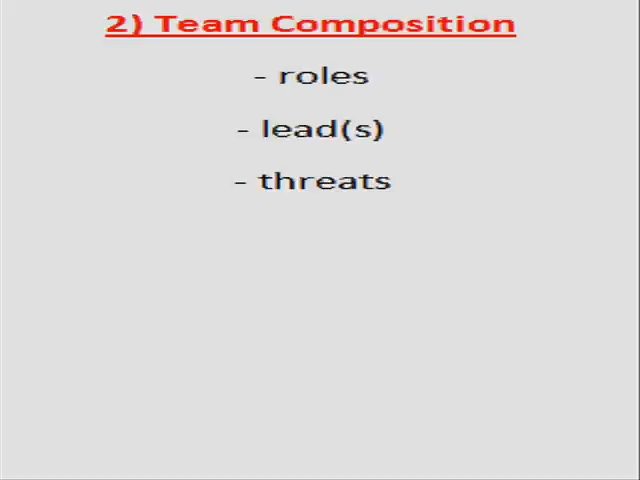 2) Team Composition
- roles
- lead(s)
- threats